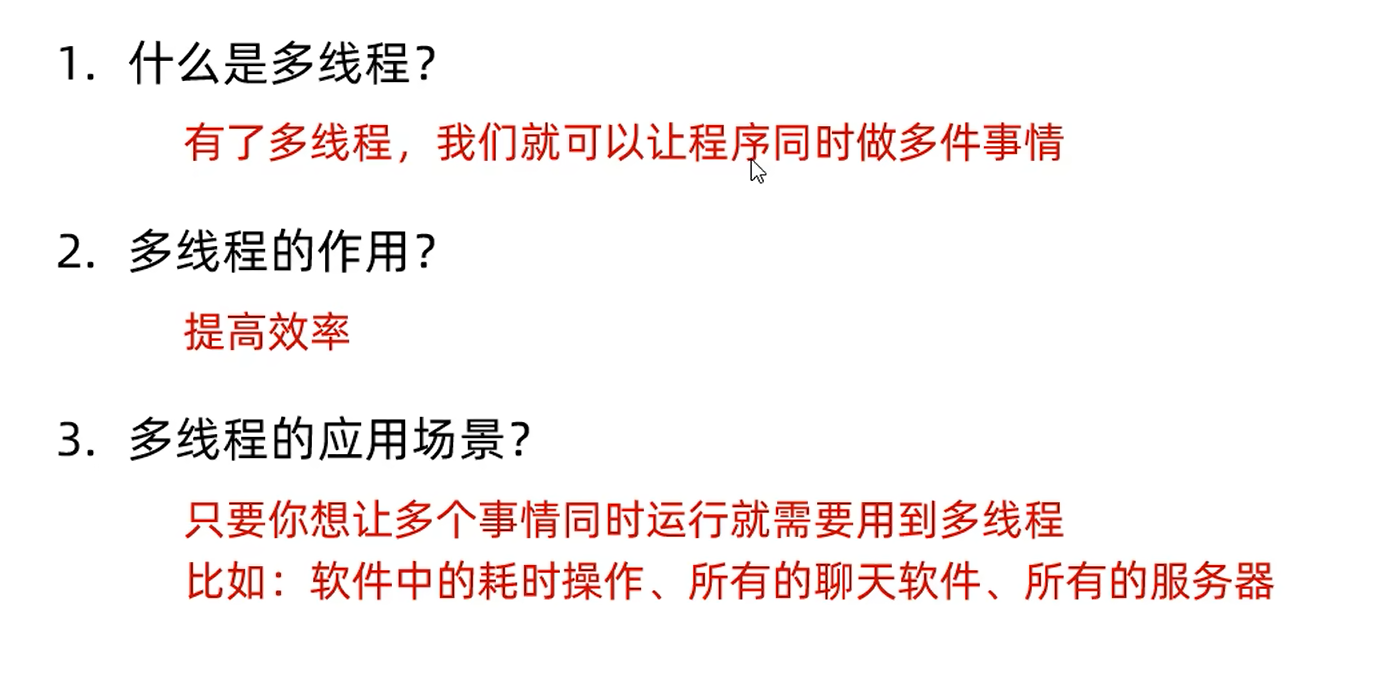 1. 什么是多线程？
有了多线程，我们就可以让程序同时做多件事情
2. 多线程的作用？
提高效率
3. 多线程的应用场景？
只要你想让多个事情同时运行就需要用到多线程
比如：软件中的耗时操作、所有的聊天软件、所有的服务器